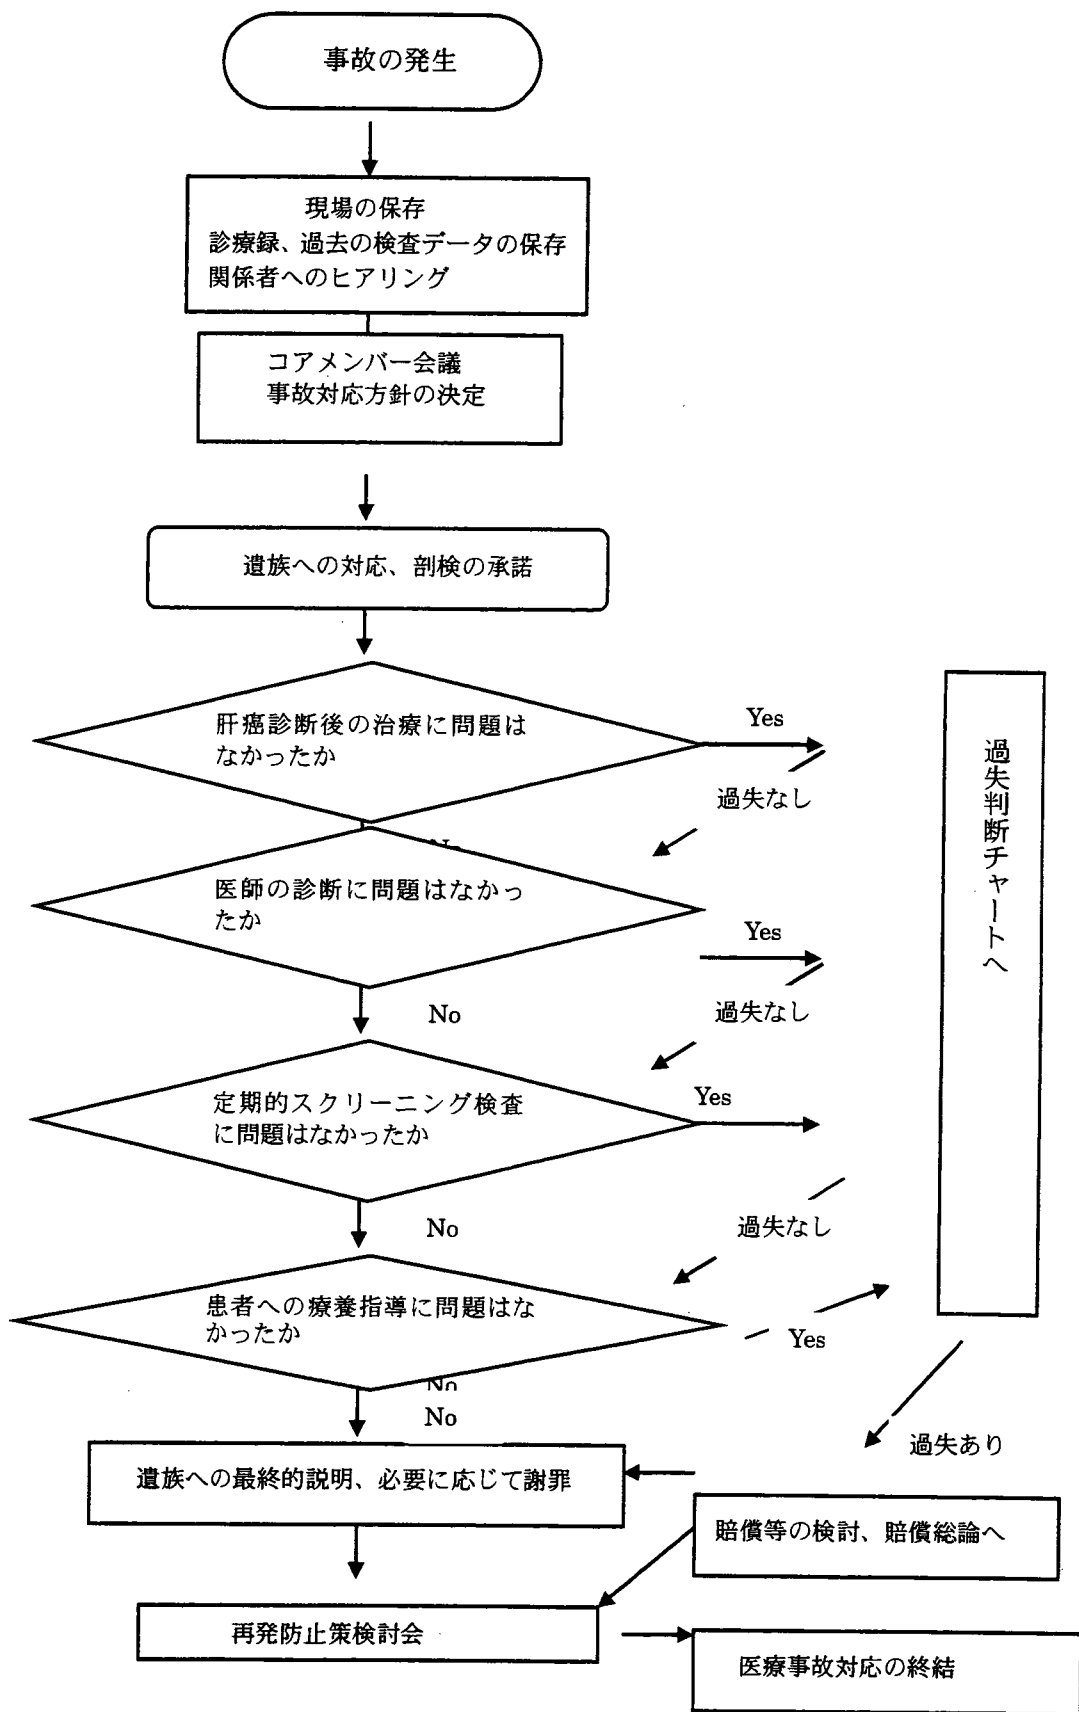 事故の発生
現場の保存
診療録、過去の検査データの保存
関係者へのヒアリング
コアメンバー会議
事故対応方針の決定
遺族への対応、剖検の承諾
肝癌診断後の治療に問題は
なかったか
Yes
過失なし
過失判断チャートへ
医師の診断に問題はなかっ
たか
Yes
No
過失なし
定期的スクリーニング検査
に問題はなかったか
Yes
No
過失なし
患者への療養指導に問題はな
かったか
Yes
No
No
過失あり
遺族への最終的説明、必要に応じて謝罪
賠償等の検討、賠償総論へ
再発防止策検討会
医療事故対応の終結